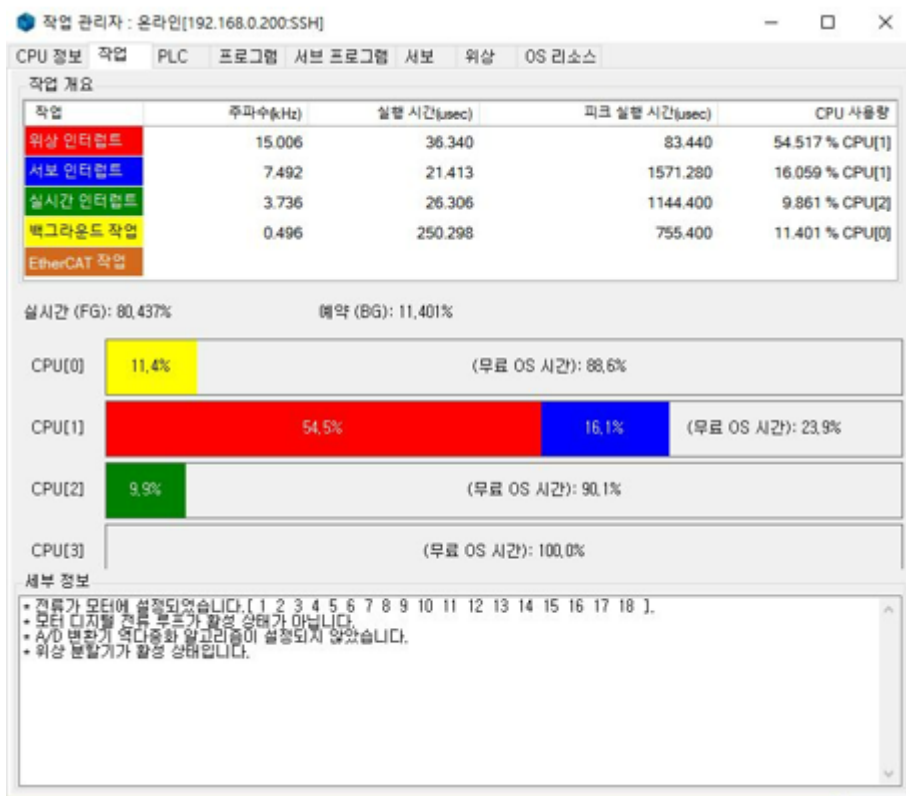 작업 관리자 : 온라인[192.168.0.200:SSH]
CPU 정보 작업 PLC 프로그램 서브 프로그램 서보 위상 OS 리소스
작업 개요
작업 주파수(kHz) 실행 시간(usec) 피크 실행 시간(usec) CPU 사용량
위상 인터럽트 15.006 36.340 83.440 54.517 % CPU[1]
서보 인터럽트 7.492 21.413 1571.280 16.059 % CPU[1]
실시간 인터럽트 3.736 26.306 1144.400 9.861 % CPU[2]
백그라운드 작업 0.496 250.298 755.400 11.401 % CPU[0]
EtherCAT 작업
실시간 (FG): 80,437% 예약 (BG): 11,401%
CPU[0] 11,4% (무료 OS 시간): 88,6%
CPU[1] 54,5% 16,1% (무료 OS 시간): 23,9%
CPU[2] 9,9% (무료 OS 시간): 90,1%
CPU[3] (무료 OS 시간): 100,0%
세부 정보
* 전류가 모터에 설정되었습니다.[ 1 2 3 4 5 6 7 8 9 10 11 12 13 14 15 16 17 18 ].
* 모터 디지털 전류 루프가 활성 상태가 아닙니다.
* A/D 변환기 역다중화 알고리즘이 설정되지 않았습니다.
* 위상 분할기가 활성 상태입니다.